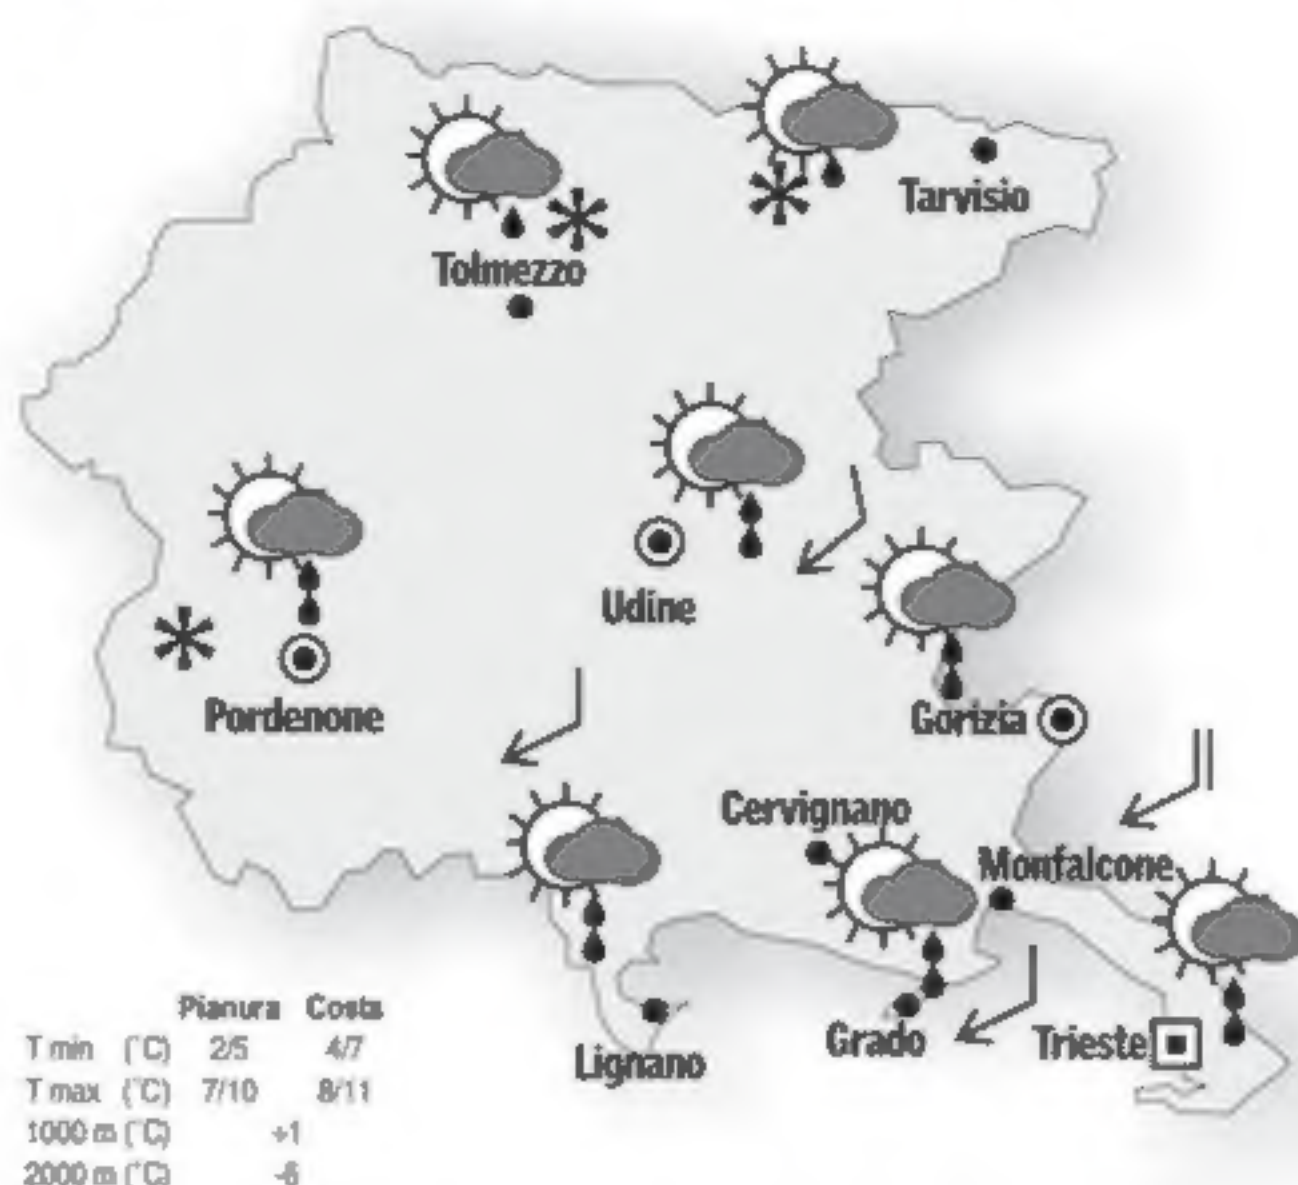 Tarvisio
Tolmezzo
Udine
Pordenone
Gorizia
Cervignano
Monfalcone
Grado
Trieste
Lignano
Pianura Costa
T min (°C) 2/5 4/7
T max (°C) 7/10 8/11
1000 m (°C) +1
2000 m (°C) -6